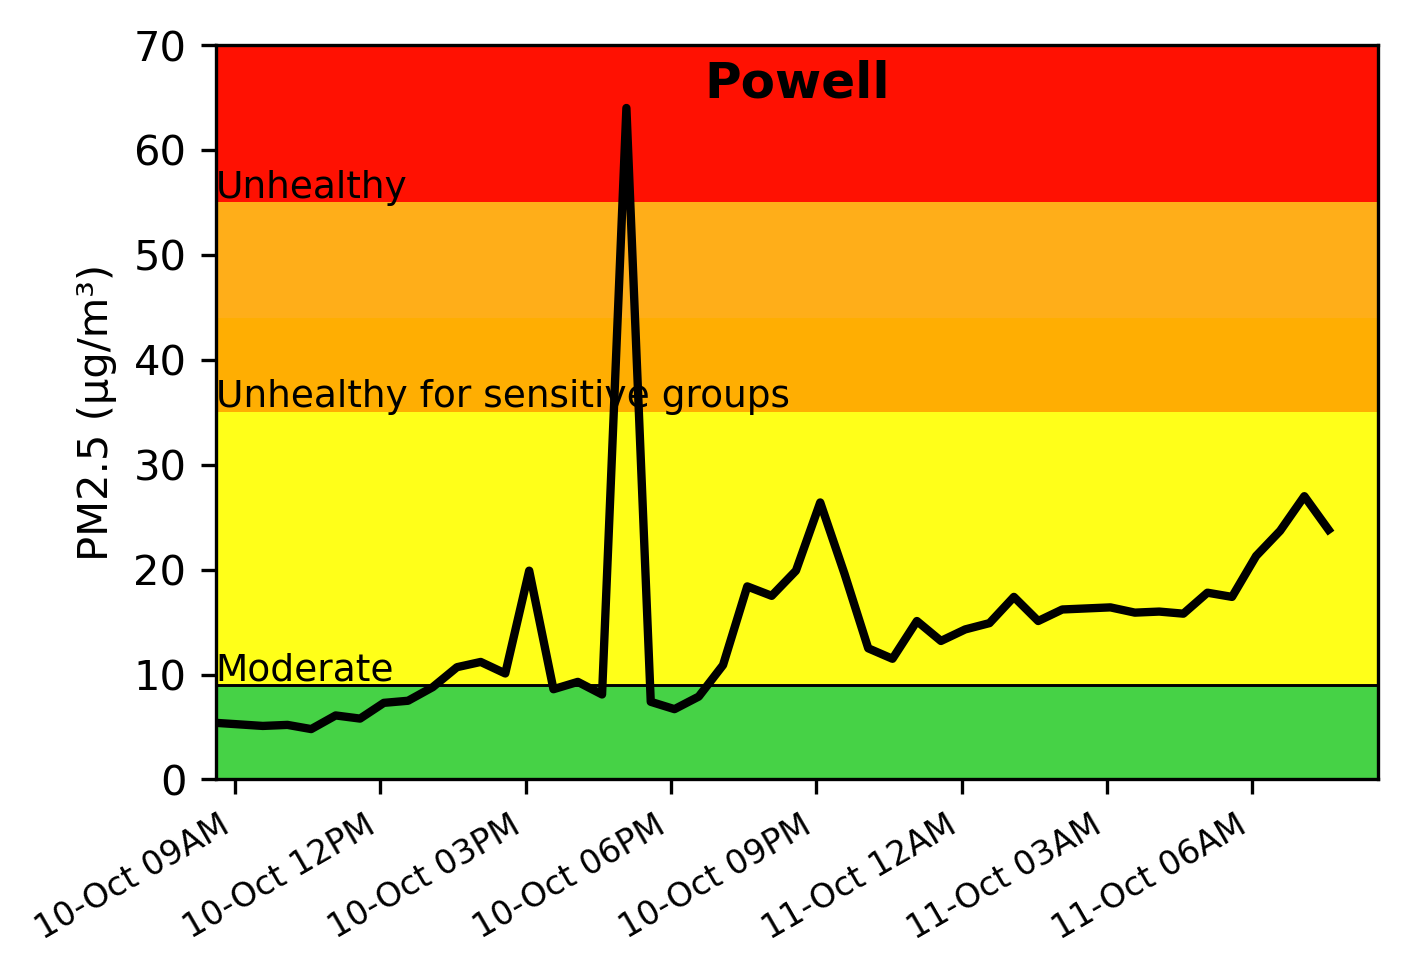 Powell
70
60
50
40
30
20
10
0
PM2.5 (µg/m³)
Unhealthy
Unhealthy for sensitive groups
Moderate
10-Oct 09AM
10-Oct 12PM
10-Oct 03PM
10-Oct 06PM
10-Oct 09PM
11-Oct 12AM
11-Oct 03AM
11-Oct 06AM